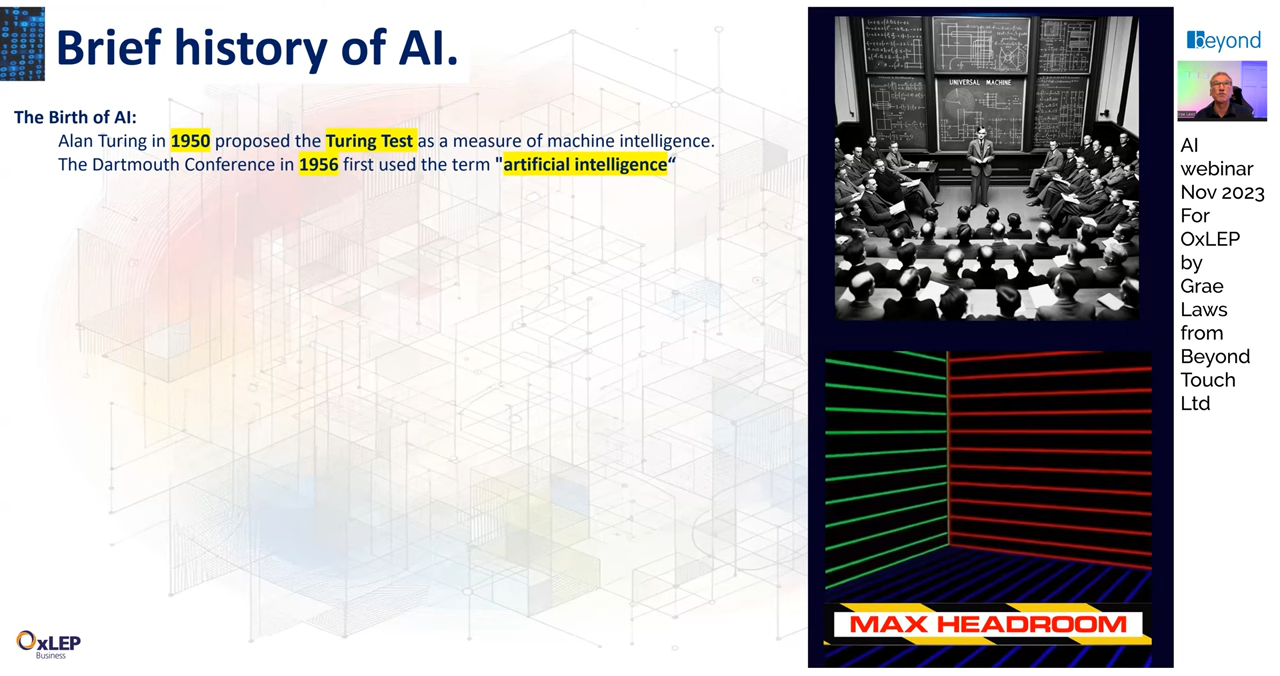 Brief history of AI.
The Birth of AI:
Alan Turing in 1950 proposed the Turing Test as a measure of machine intelligence.
The Dartmouth Conference in 1956 first used the term "artificial intelligence“
UNIVERSAL MACHINE
MAX HEADROOM
OxLEP
Business
beyond
AI
webinar
Nov 2023
For
OxLEP
by
Grae
Laws
from
Beyond
Touch
Ltd